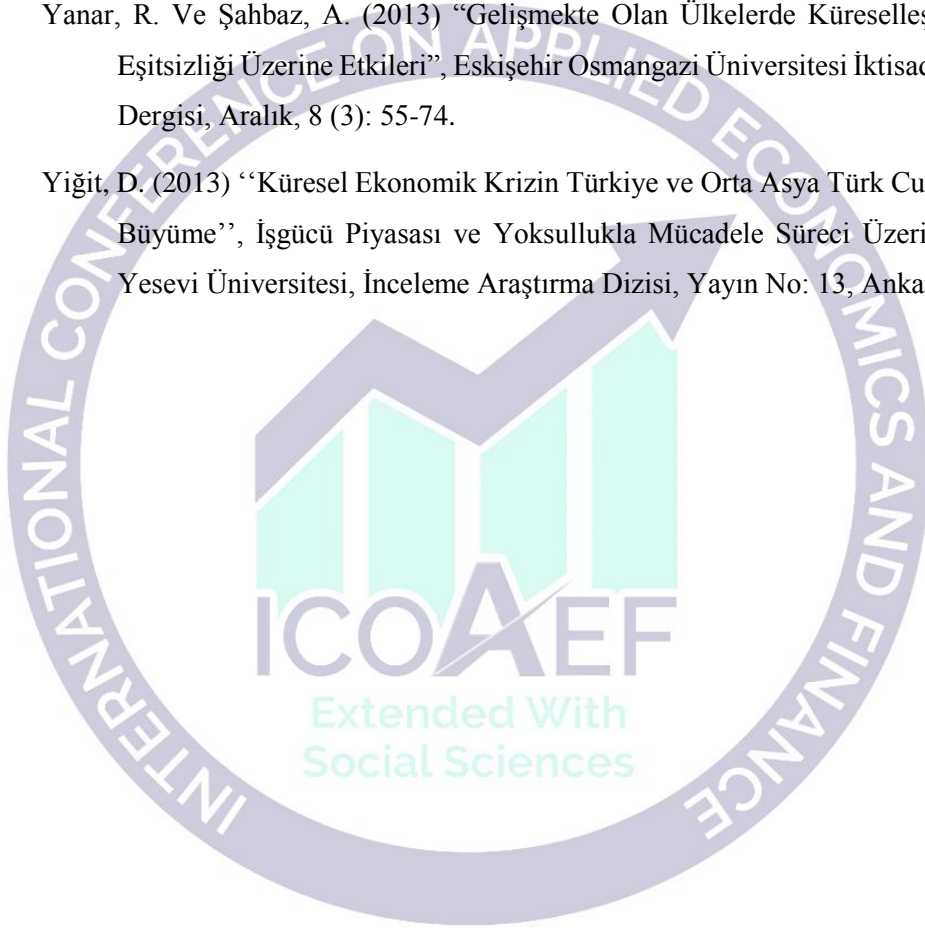 Yanar, R. Ve Şahbaz, A. (2013) “Gelişmekte Olan Ülkelerde Küreselleş
Eşitsizliği Üzerine Etkileri”, Eskişehir Osmangazi Üniversitesi İktisad
Dergisi, Aralık, 8 (3): 55-74.
Yiğit, D. (2013) ‘‘Küresel Ekonomik Krizin Türkiye ve Orta Asya Türk Cu
Büyüme’’, İşgücü Piyasası ve Yoksullukla Mücadele Süreci Üzeri
Yesevi Üniversitesi, İnceleme Araştırma Dizisi, Yayın No: 13, Anka
INTERNATIONAL CONFERENCE ON APPLIED ECONOMICS AND FINANCE
ICOAEF
Extended With
Social Sciences